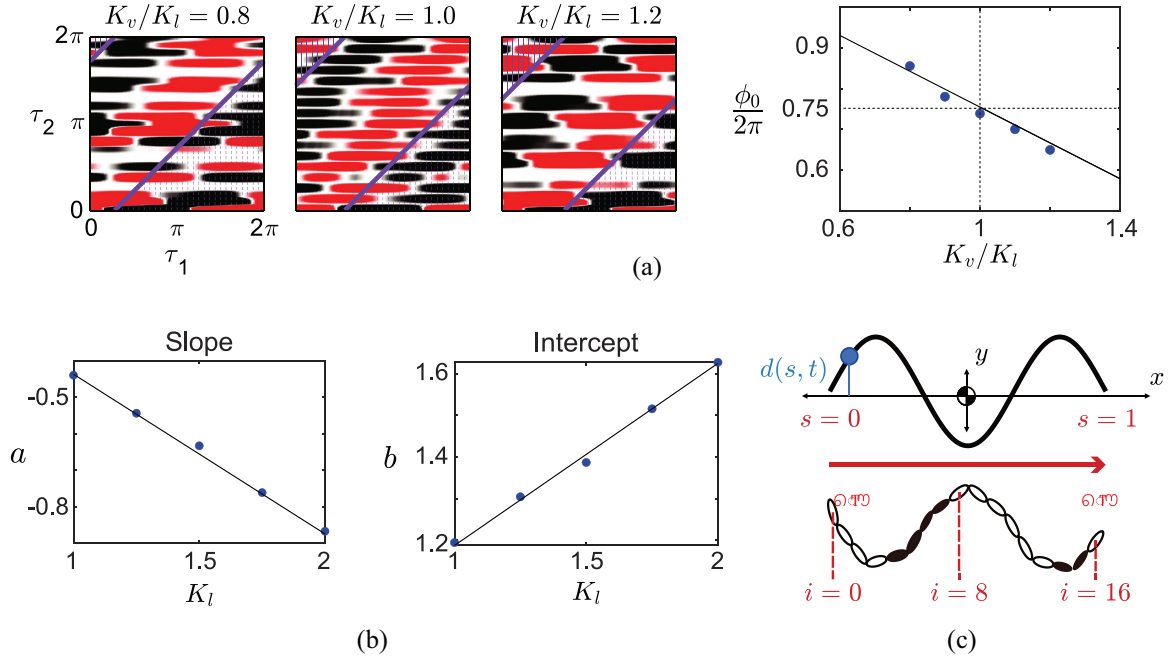 K_v/K_l = 0.8
K_v/K_l = 1.0
K_v/K_l = 1.2
2π
τ_2
π
0
0
π
2π
τ_1
(a)
0.9
ϕ_0/2π
0.75
0.6
0.6
1
1.4
K_v/K_l
Slope
-0.5
a
-0.8
1
1.5
2
K_l
Intercept
1.6
b
1.4
1.2
1
1.5
2
K_l
(b)
d(s, t)
y
x
s = 0
s = 1
i = 0
i = 8
i = 16
(c)